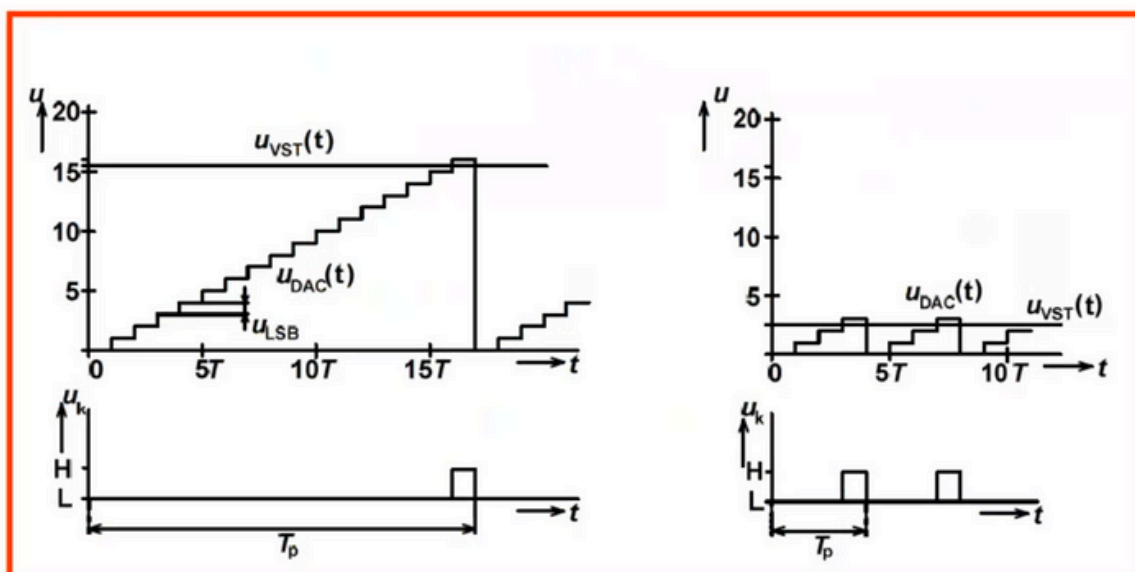 u
20
15
10
5
u_VST(t)
u_DAC(t)
u_LSB
0 5T 10T 15T t
u_k
H
L
t
T_p
u
20
15
10
5
u_DAC(t)
u_VST(t)
0 5T 10T t
u_k
H
L
t
T_p